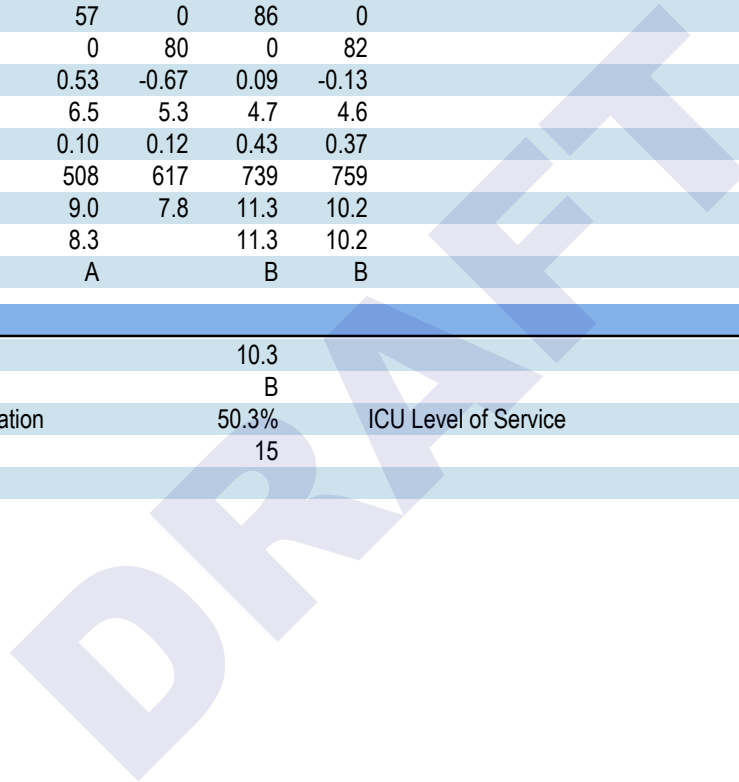 57 0 86 0
0 80 0 82
0.53 -0.67 0.09 -0.13
6.5 5.3 4.7 4.6
0.10 0.12 0.43 0.37
508 617 739 759
9.0 7.8 11.3 10.2
8.3 11.3 10.2
A B B
10.3
B
ation 50.3% ICU Level of Service
15
DRAFT